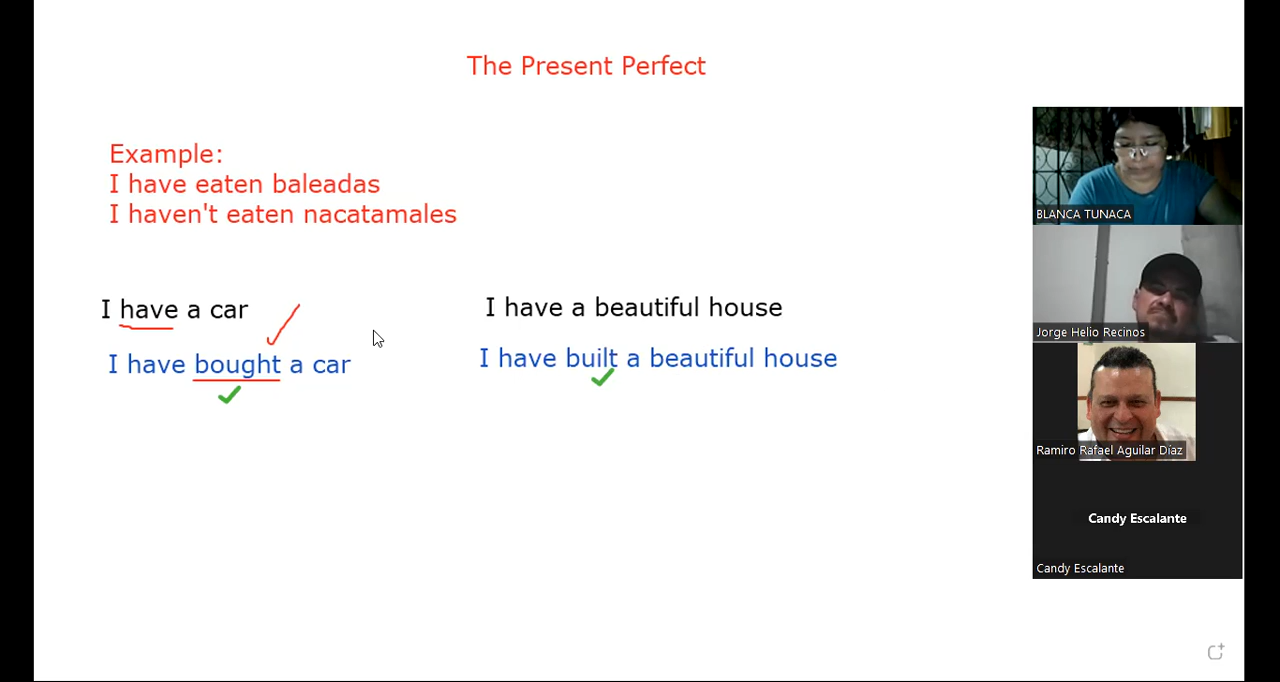 The Present Perfect
Example:
I have eaten baleadas
I haven't eaten nacatamales
I have a car
I have a beautiful house
I have bought a car
I have built a beautiful house
BLANCA TUNACA
Jorge Helio Recinos
Ramiro Rafael Aguilar Díaz
Candy Escalante
Candy Escalante